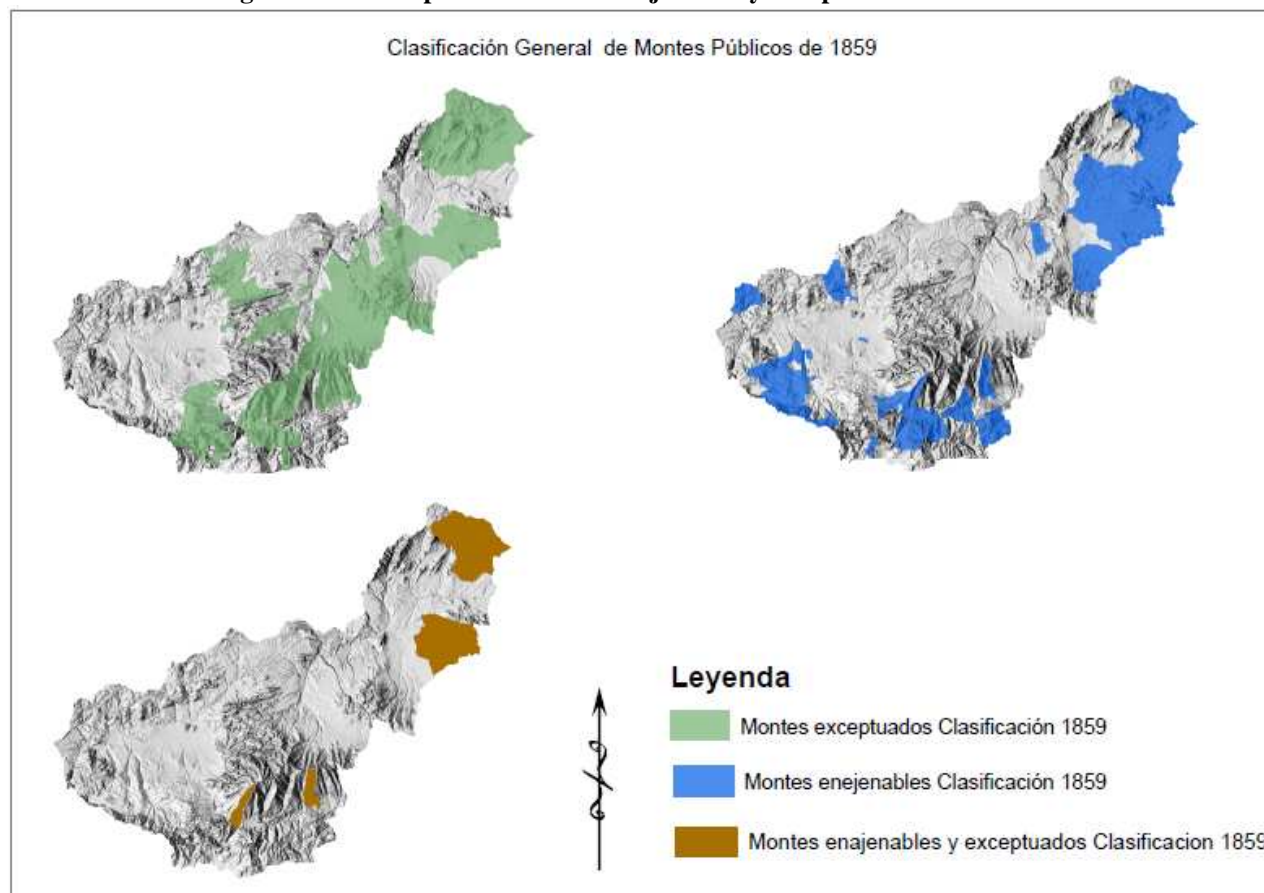 Clasificación General de Montes Públicos de 1859
Leyenda
Montes exceptuados Clasificación 1859
Montes enejenables Clasificación 1859
Montes enajenables y exceptuados Clasificacion 1859